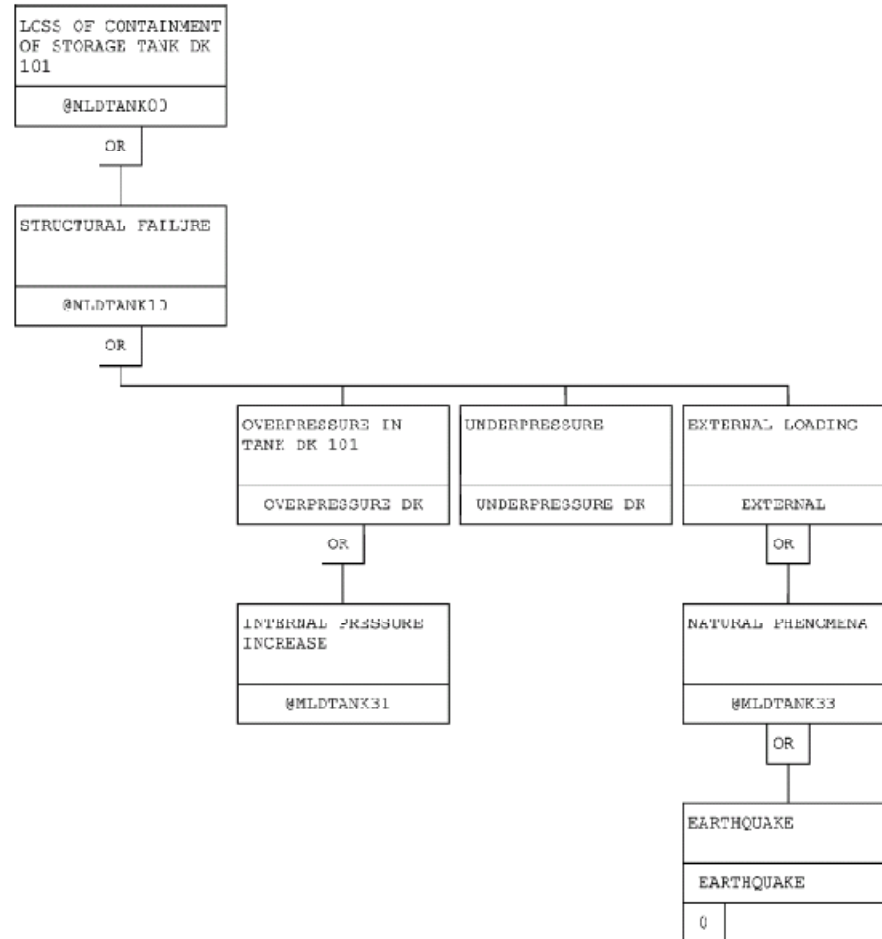 LCSS OF CONTAINMENT
OF STORAGE TANK DK
101
@MLDTANK00
OR
STRUCTURAL FAILURE
@MLDTANK10
OR
OVERPRESSURE IN
TANK DK 101
OVERPRESSURE DK
UNDERPRESSURE
UNDERPRESSURE DK
EXTERNAL LOADING
EXTERNAL
OR
OR
INTERNAL PRESSURE
INCREASE
@MLDTANK31
NATURAL PHENOMENA
@MLDTANK33
OR
EARTHQUAKE
EARTHQUAKE
0